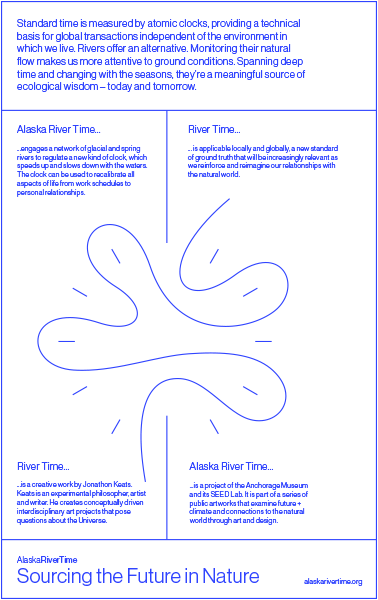 Standard time is measured by atomic clocks, providing a technical
basis for global transactions independent of the environment in
which we live. Rivers offer an alternative. Monitoring their natural
flow makes us more attentive to ground conditions. Spanning deep
time and changing with the seasons, they're a meaningful source of
ecological wisdom – today and tomorrow.
Alaska River Time...
...engages a network of glacial and spring
rivers to regulate a new kind of clock, which
speeds up and slows down with the waters.
The clock can be used to recalibrate all
aspects of life from work schedules to
personal relationships.
River Time...
...is applicable locally and globally, a new standard
of ground truth that will be increasingly relevant as
we reinforce and reimagine our relationships with
the natural world.
River Time...
...is a creative work by Jonathon Keats.
Keats is an experimental philosopher, artist
and writer. He creates conceptually driven
interdisciplinary art projects that pose
questions about the Universe.
Alaska River Time...
...is a project of the Anchorage Museum
and its SEED Lab. It is part of a series of
public artworks that examine future +
climate and connections to the natural
world through art and design.
AlaskaRiverTime
Sourcing the Future in Nature
alaskarivertime.org